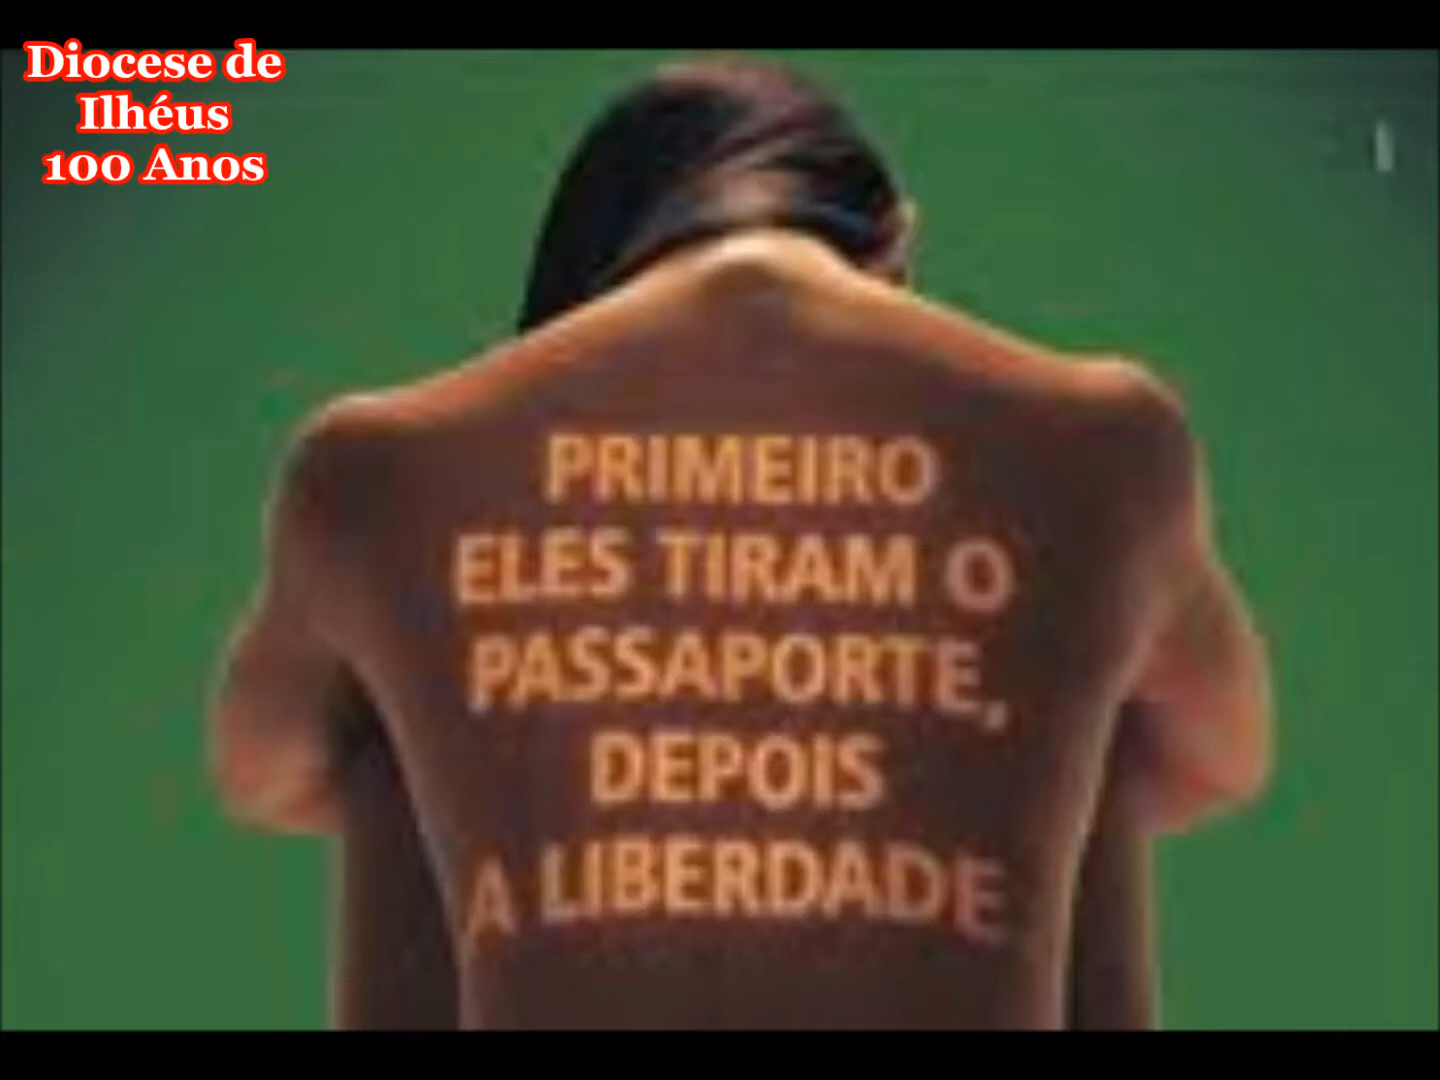 Diocese de
Ilhéus
100 Anos
PRIMEIRO
ELES TIRAM O
PASSAPORTE,
DEPOIS
A LIBERDADE